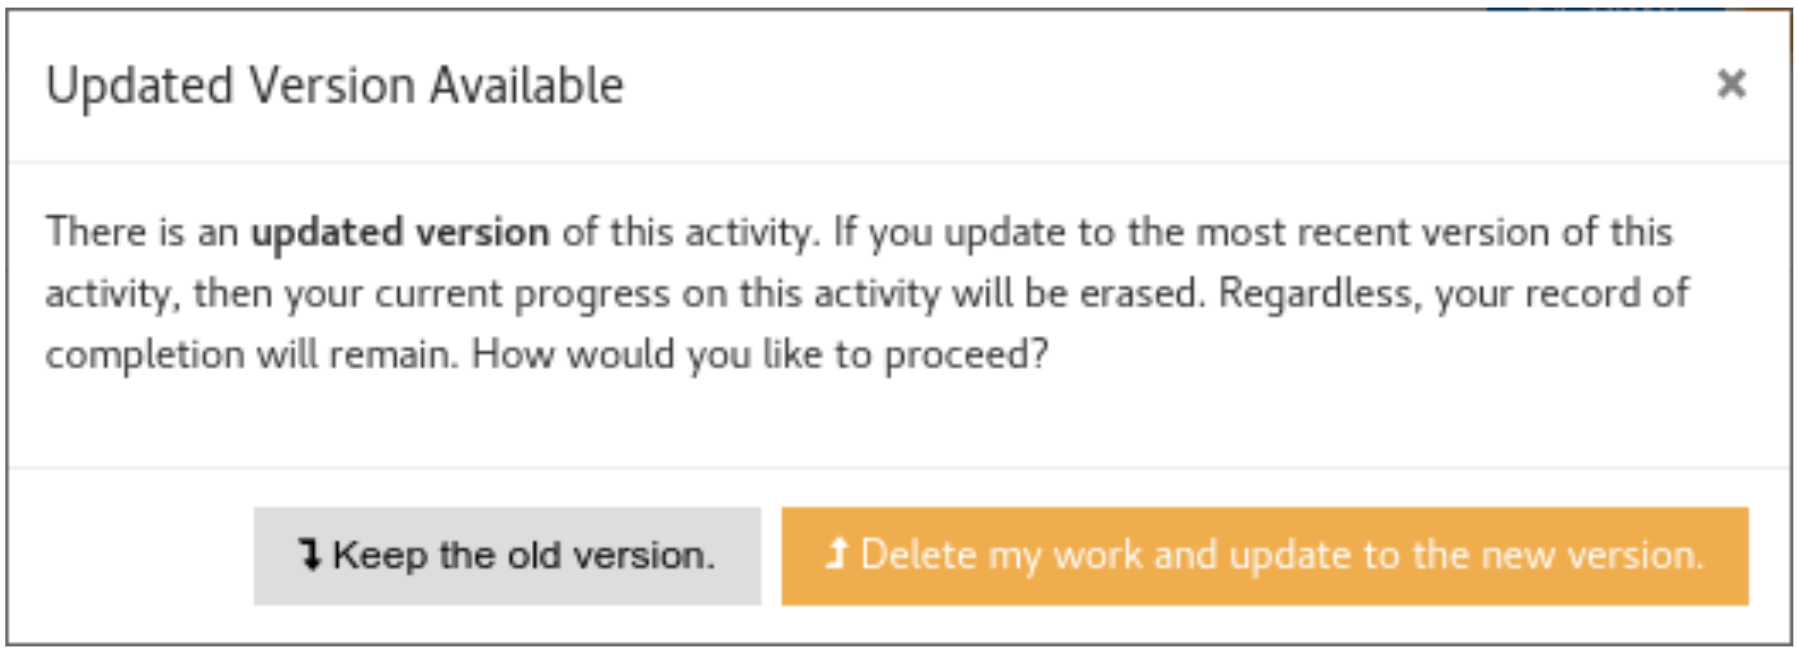 Updated Version Available
There is an updated version of this activity. If you update to the most recent version of this
activity, then your current progress on this activity will be erased. Regardless, your record of
completion will remain. How would you like to proceed?
Keep the old version.
Delete my work and update to the new version.